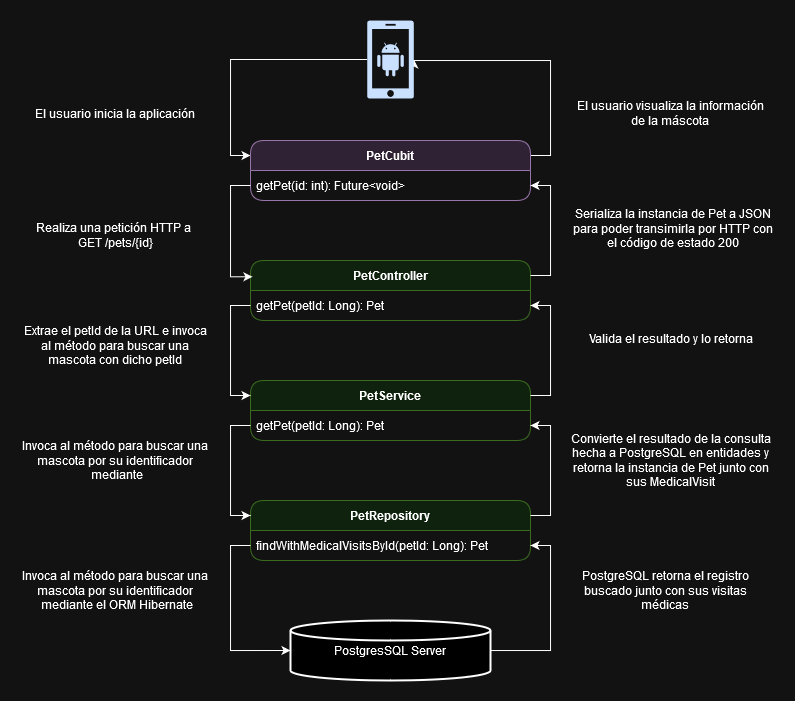 El usuario inicia la aplicación
El usuario visualiza la información
de la máscota
PetCubit
getPet(id: int): Future<void>
Realiza una petición HTTP a
GET /pets/{id}
Serializa la instancia de Pet a JSON
para poder transimirla por HTTP con
el código de estado 200
PetController
getPet(petId: Long): Pet
Extrae el petId de la URL e invoca
al método para buscar una
mascota con dicho petId
Valida el resultado y lo retorna
PetService
getPet(petId: Long): Pet
Invoca al método para buscar una
mascota por su identificador
mediante
Convierte el resultado de la consulta
hecha a PostgreSQL en entidades y
retorna la instancia de Pet junto con
sus MedicalVisit
PetRepository
findWithMedicalVisitsById(petId: Long): Pet
Invoca al método para buscar una
mascota por su identificador
mediante el ORM Hibernate
PostgreSQL retorna el registro
buscado junto con sus visitas
médicas
PostgresSQL Server